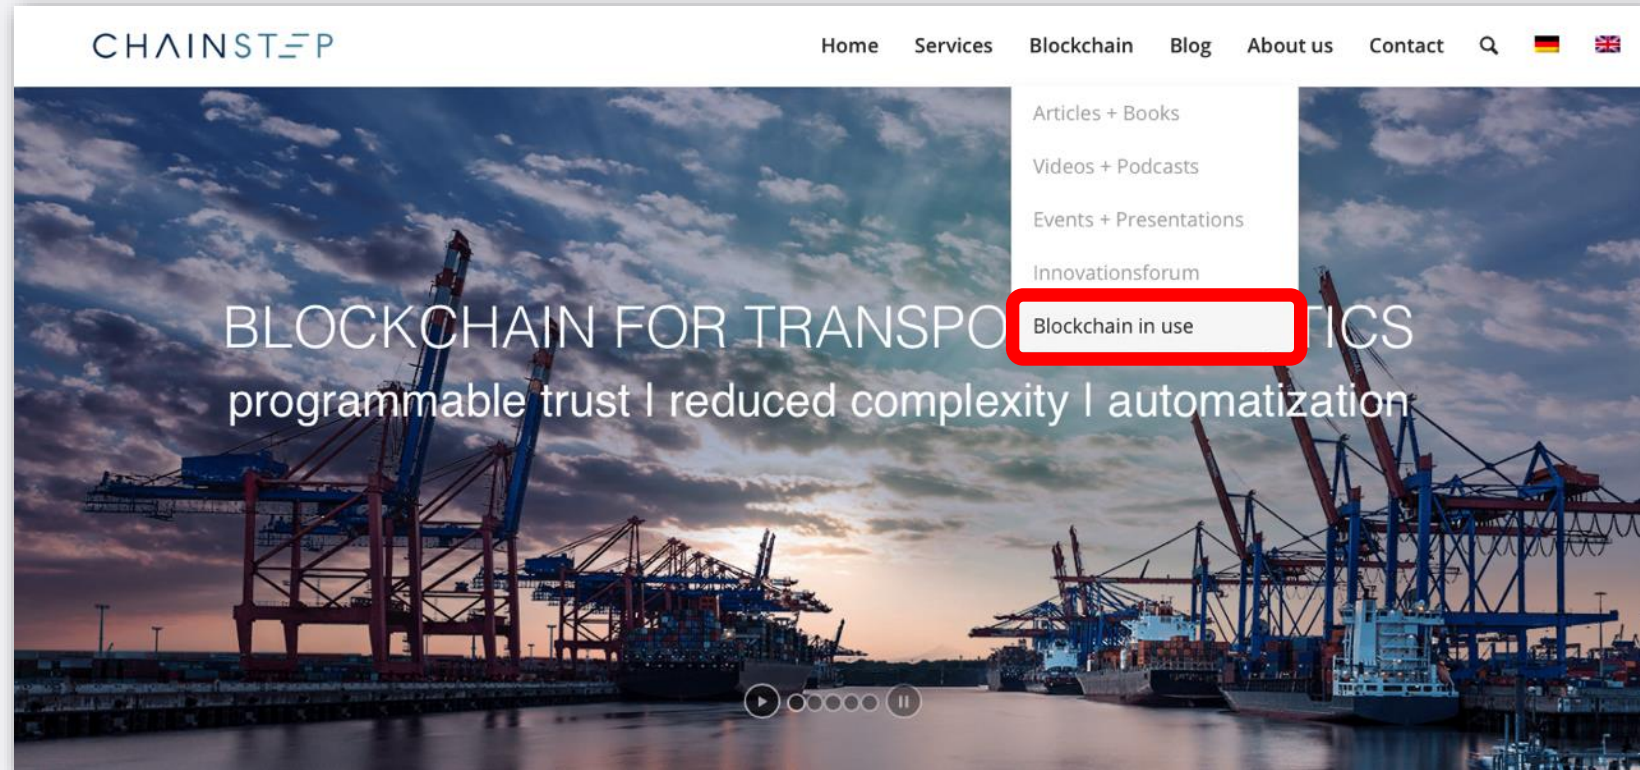 CHAINSTEP
Home Services Blockchain Blog About us Contact
Articles + Books
Videos + Podcasts
Events + Presentations
Innovationsforum
Blockchain in use
BLOCKCHAIN FOR TRANSPO TICS
programmable trust | reduced complexity | automatization